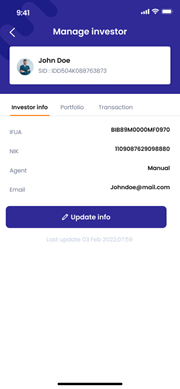 9:41
Manage investor
John Doe
SID : IDD504K088763873
Investor info Portfolio Transaction
IFUA BIB89M0000MF0970
NIK 1109087629098880
Agent Manual
Email Johndoe@mail.com
Update info
Last update 03 Feb 2022,07:59